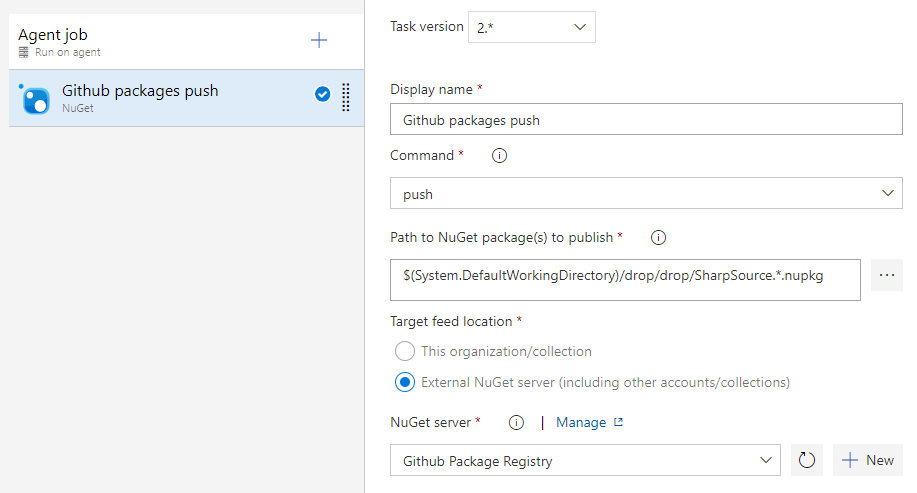 Agent job
Run on agent
Github packages push
NuGet
Task version 2.*
Display name *
Github packages push
Command *
push
Path to NuGet package(s) to publish *
$(System.DefaultWorkingDirectory)/drop/drop/SharpSource.*.nupkg
Target feed location *
This organization/collection
External NuGet server (including other accounts/collections)
NuGet server * | Manage
Github Package Registry
New